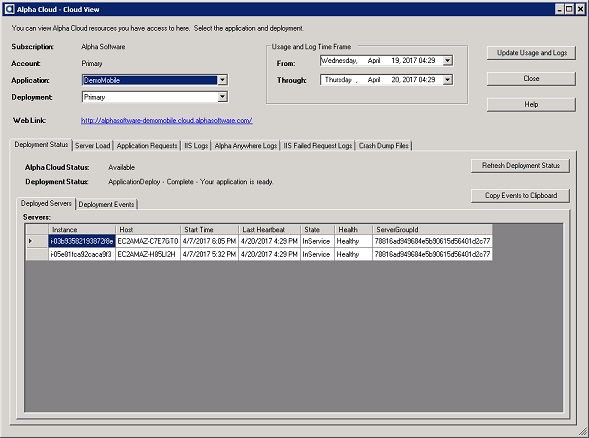 Alpha Cloud - Cloud View
You can view Alpha Cloud resources you have access to here. Select the application and deployment.
Subscription: Alpha Software
Account: Primary
Application: DemoMobile
Deployment: Primary
Web Link: http://alphasoftware-demomobile.cloud.alphasoftware.com/
Usage and Log Time Frame
From: Wednesday, April 19, 2017 04:29
Through: Thursday , April 20, 2017 04:29
Update Usage and Logs
Close
Help
Deployment Status Server Load Application Requests IIS Logs Alpha Anywhere Logs IIS Failed Request Logs Crash Dump Files
Alpha Cloud Status: Available
Deployment Status: ApplicationDeploy - Complete - Your application is ready.
Refresh Deployment Status
Copy Events to Clipboard
Deployed Servers Deployment Events
Servers:
Instance Host Start Time Last Heartbeat State Health ServerGroupId
i-03b93582193872f8e EC2AMAZ-C7E7GT0 4/7/2017 6:05 PM 4/20/2017 4:29 PM InService Healthy 78816ad949684e5b90615d56401d2c77
i-05e81fca92caca9f3 EC2AMAZ-H85LI2H 4/7/2017 5:32 PM 4/20/2017 4:29 PM InService Healthy 78816ad949684e5b90615d56401d2c77